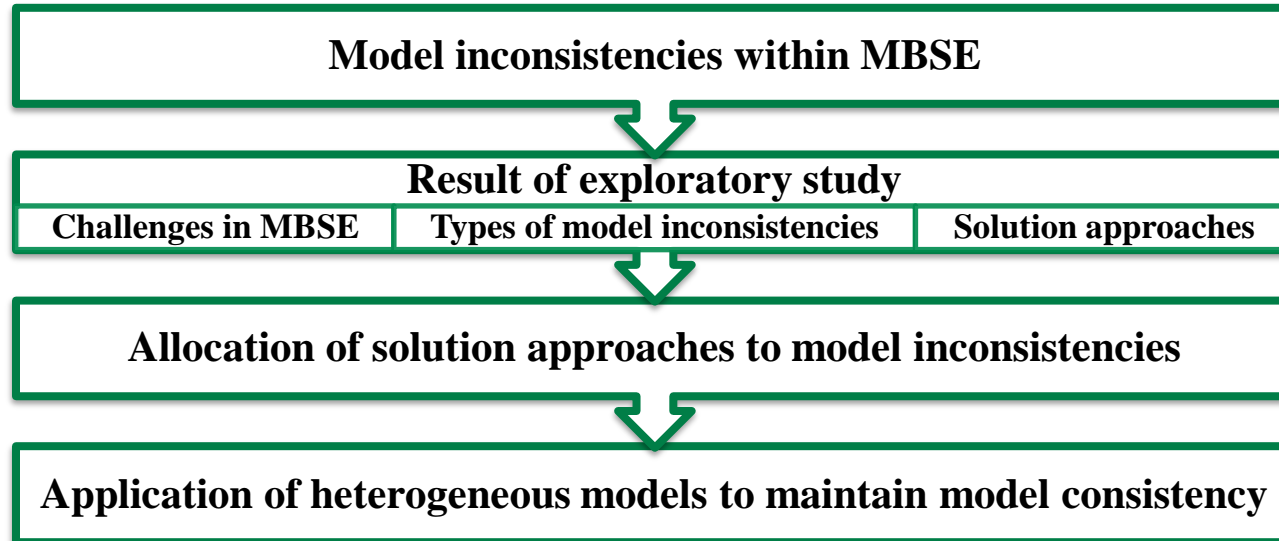 Model inconsistencies within MBSE
Result of exploratory study
Challenges in MBSE
Types of model inconsistencies
Solution approaches
Allocation of solution approaches to model inconsistencies
Application of heterogeneous models to maintain model consistency